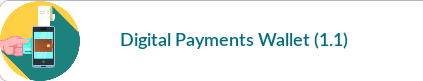 Digital Payments Wallet (1.1)